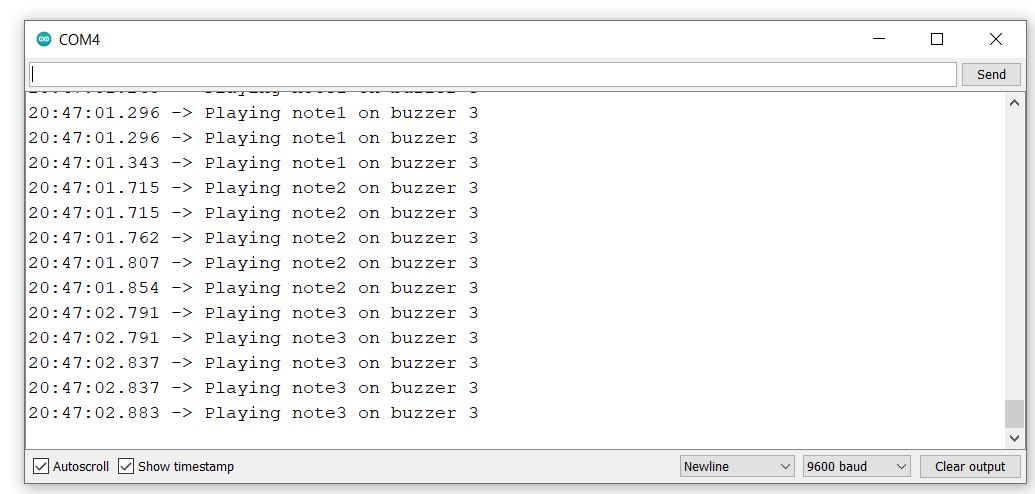 COM4
Send
20:47:01.296 -> Playing note1 on buzzer 3
20:47:01.296 -> Playing note1 on buzzer 3
20:47:01.343 -> Playing note1 on buzzer 3
20:47:01.715 -> Playing note2 on buzzer 3
20:47:01.715 -> Playing note2 on buzzer 3
20:47:01.762 -> Playing note2 on buzzer 3
20:47:01.807 -> Playing note2 on buzzer 3
20:47:01.854 -> Playing note2 on buzzer 3
20:47:02.791 -> Playing note3 on buzzer 3
20:47:02.791 -> Playing note3 on buzzer 3
20:47:02.837 -> Playing note3 on buzzer 3
20:47:02.837 -> Playing note3 on buzzer 3
20:47:02.883 -> Playing note3 on buzzer 3
Autoscroll Show timestamp Newline 9600 baud Clear output